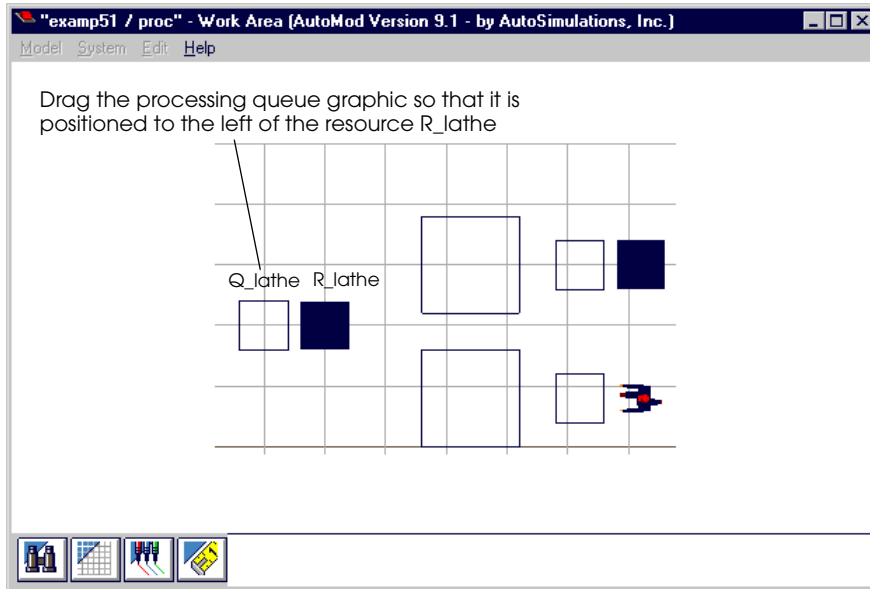 "examp51 / proc" - Work Area (AutoMod Version 9.1 - by AutoSimulations, Inc.)
Model System Edit Help
Drag the processing queue graphic so that it is
positioned to the left of the resource R_lathe
Q_lathe R_lathe